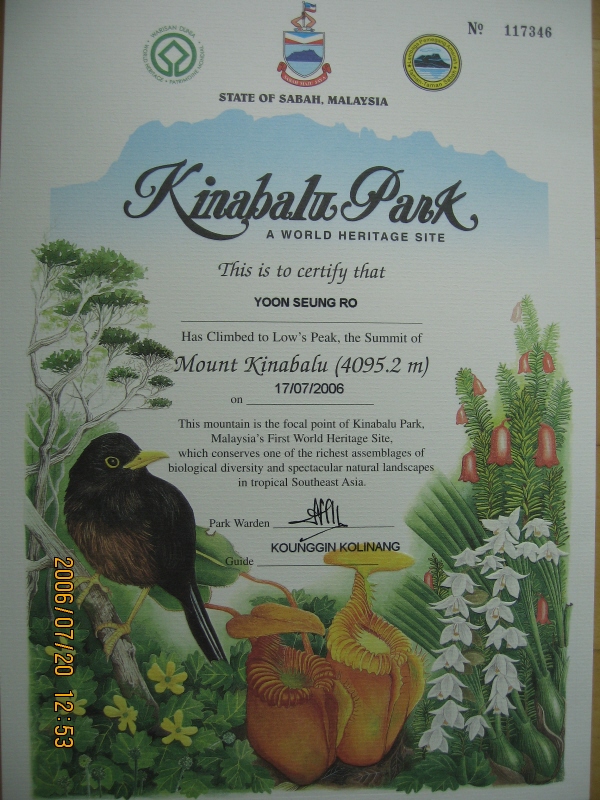 Nº 117346
STATE OF SABAH, MALAYSIA
Kinabalu Park
A WORLD HERITAGE SITE
This is to certify that
YOON SEUNG RO
Has Climbed to Low's Peak, the Summit of
Mount Kinabalu (4095.2 m)
on 17/07/2006
This mountain is the focal point of Kinabalu Park,
Malaysia's First World Heritage Site,
which conserves one of the richest assemblages of
biological diversity and spectacular natural landscapes
in tropical Southeast Asia.
Park Warden
Guide KOUNGGIN KOLINANG
2006/07/20 12:53